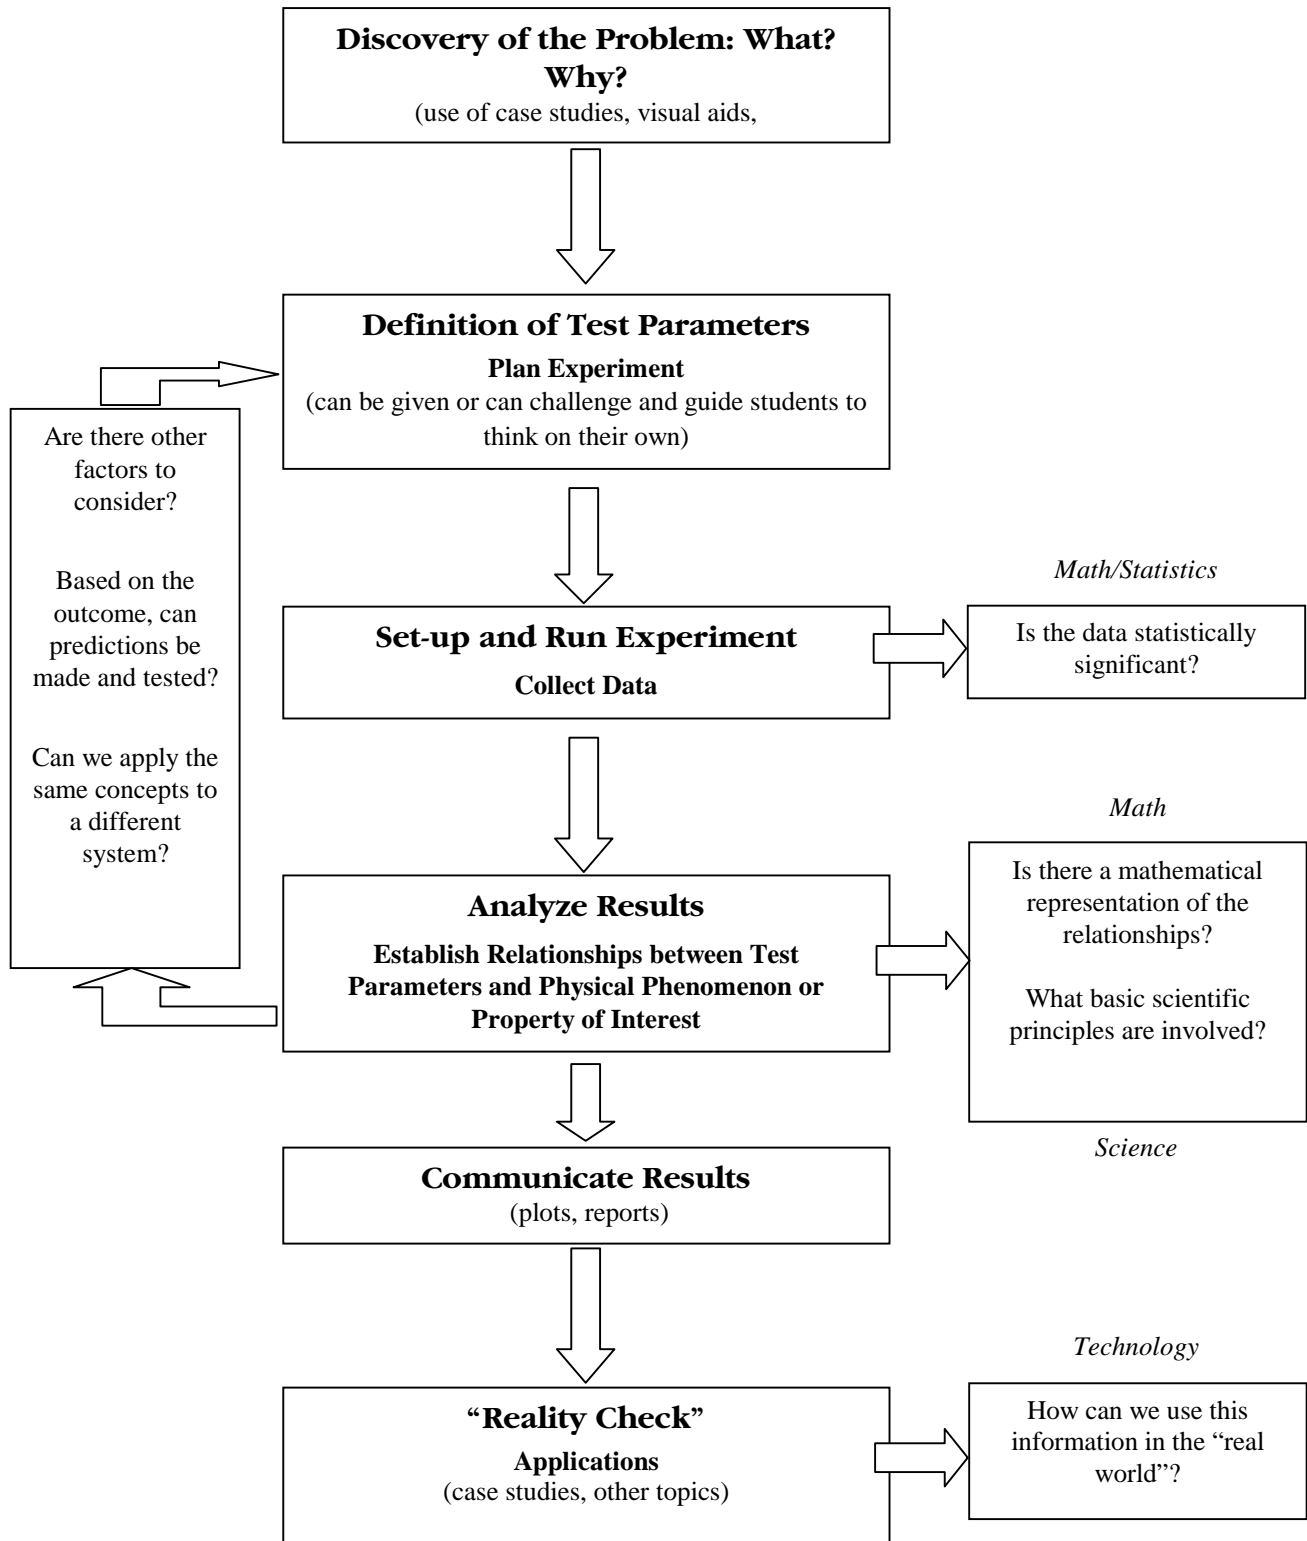 Discovery of the Problem: What?
Why?
(use of case studies, visual aids,
Definition of Test Parameters
Plan Experiment
(can be given or can challenge and guide students to
think on their own)
Are there other
factors to
consider?
Based on the
outcome, can
predictions be
made and tested?
Can we apply the
same concepts to
a different
system?
Set-up and Run Experiment
Collect Data
Math/Statistics
Is the data statistically
significant?
Analyze Results
Establish Relationships between Test
Parameters and Physical Phenomenon or
Property of Interest
Math
Is there a mathematical
representation of the
relationships?
What basic scientific
principles are involved?
Science
Communicate Results
(plots, reports)
“Reality Check”
Applications
(case studies, other topics)
Technology
How can we use this
information in the “real
world”?